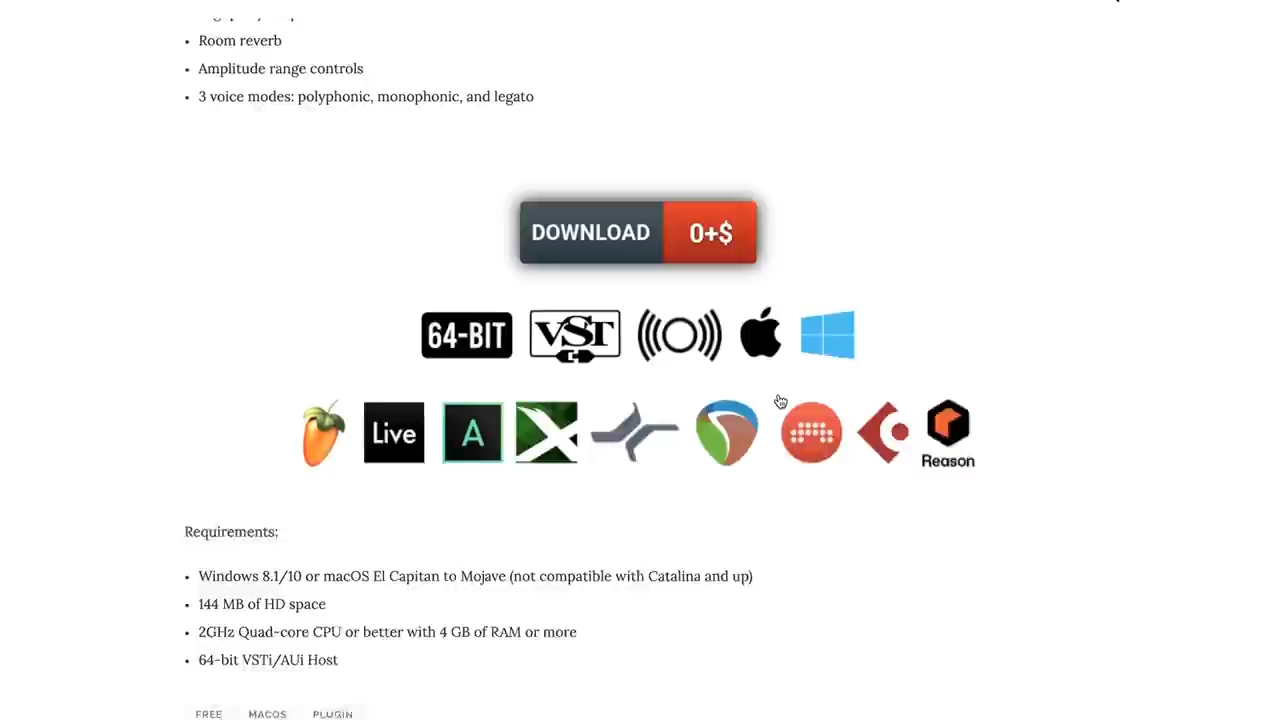 • Room reverb
• Amplitude range controls
• 3 voice modes: polyphonic, monophonic, and legato
DOWNLOAD 0+$
64-BIT VST
Live A Reason
Requirements:
• Windows 8.1/10 or macOS El Capitan to Mojave (not compatible with Catalina and up)
• 144 MB of HD space
• 2GHz Quad-core CPU or better with 4 GB of RAM or more
• 64-bit VSTi/AUi Host
FREE MACOS PLUGIN